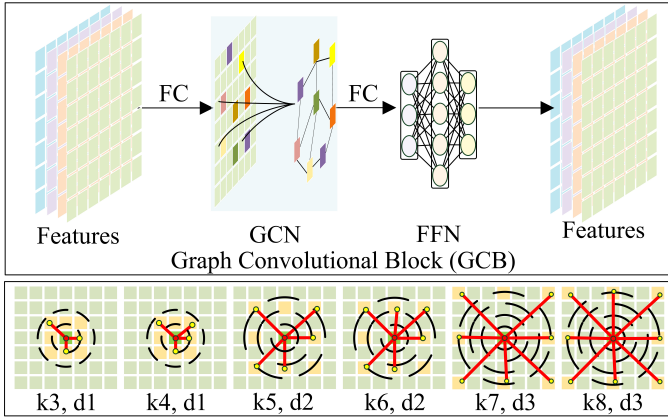 FC
FC
Features
GCN
FFN
Features
Graph Convolutional Block (GCB)
k3, d1
k4, d1
k5, d2
k6, d2
k7, d3
k8, d3